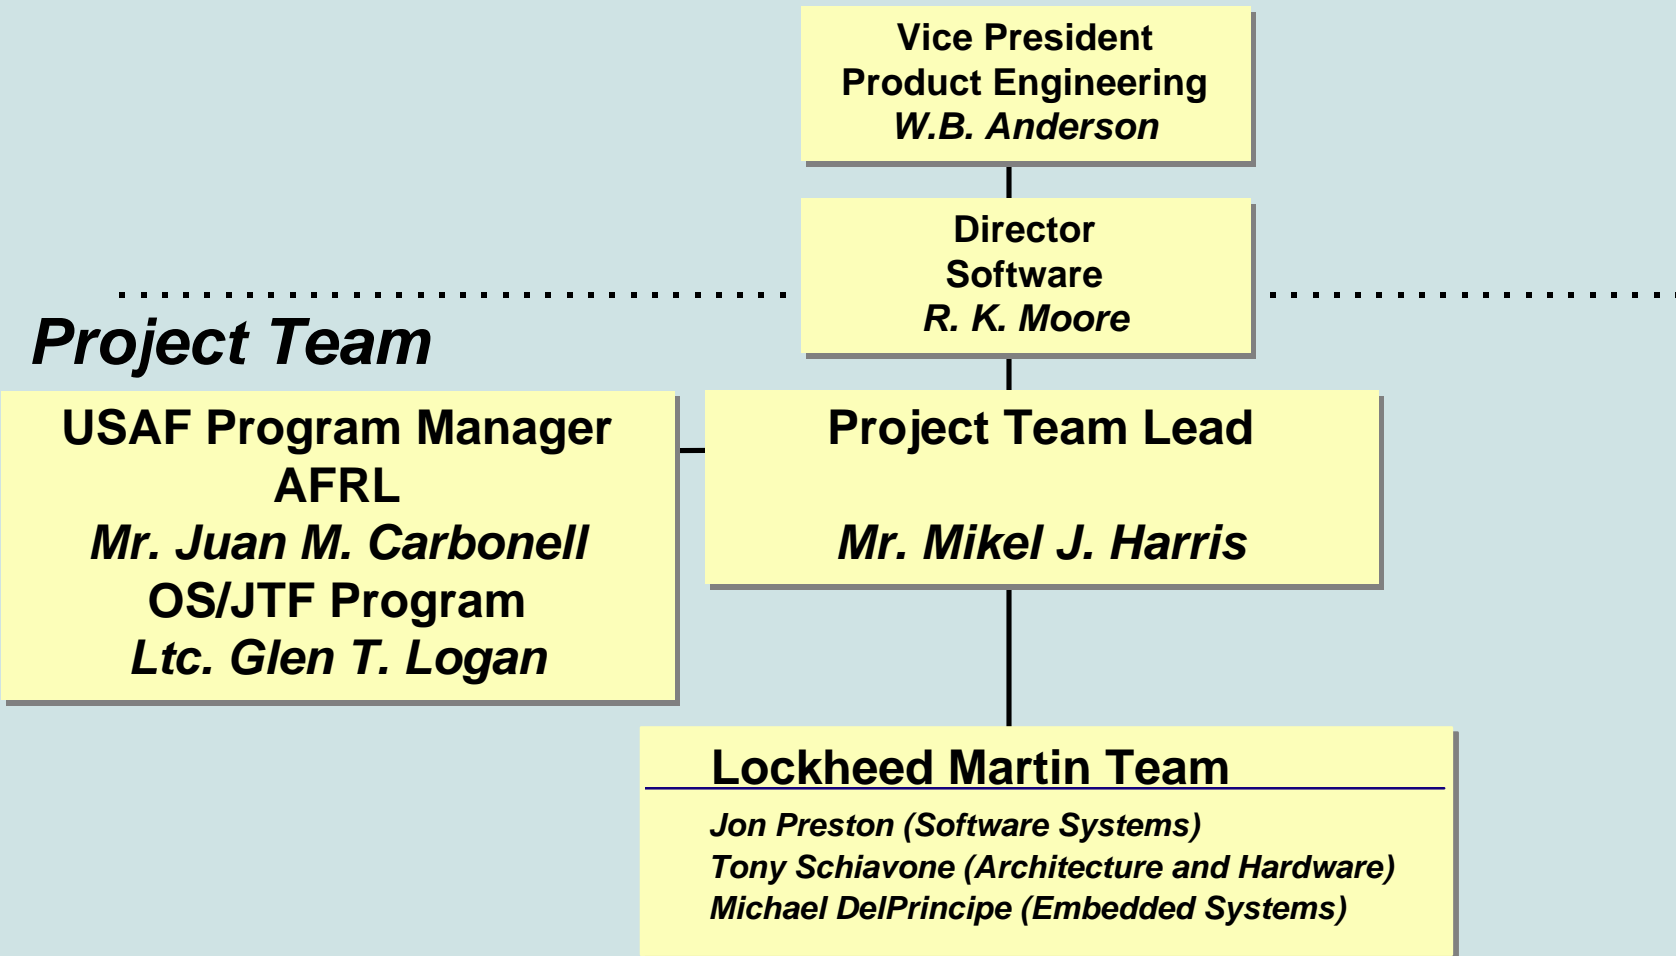 Vice President
Product Engineering
W.B. Anderson
Director
Software
R. K. Moore
Project Team
USAF Program Manager
AFRL
Mr. Juan M. Carbonell
OS/JTF Program
Ltc. Glen T. Logan
Project Team Lead
Mr. Mikel J. Harris
Lockheed Martin Team
Jon Preston (Software Systems)
Tony Schiavone (Architecture and Hardware)
Michael DelPrincipe (Embedded Systems)